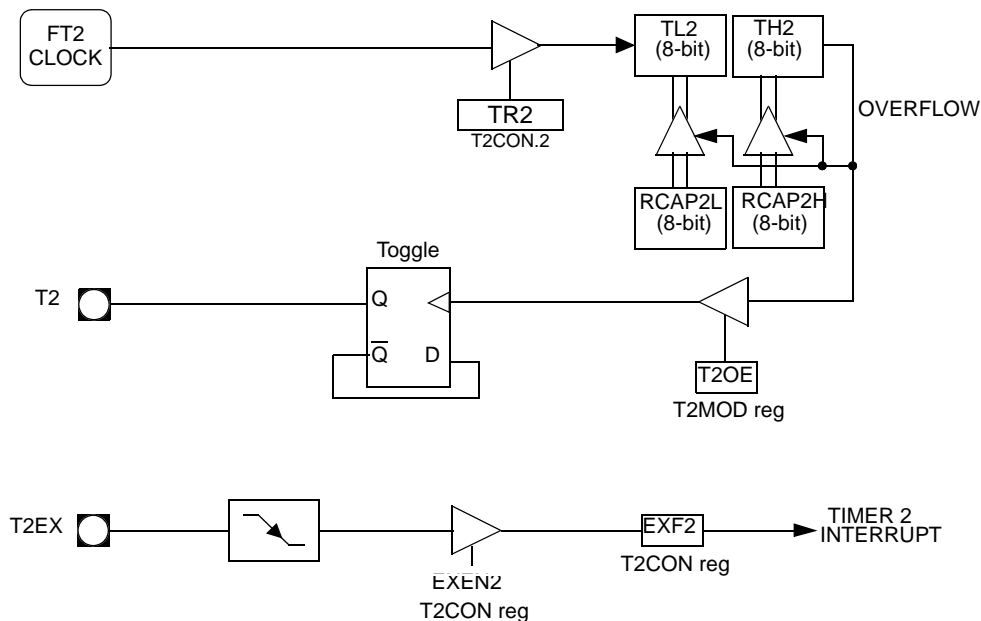 FT2
CLOCK
TR2
T2CON.2
TL2
(8-bit)
TH2
(8-bit)
OVERFLOW
RCAP2L
(8-bit)
RCAP2H
(8-bit)
Toggle
T2
Q
Q
D
T2OE
T2MOD reg
T2EX
EXEN2
T2CON reg
EXF2
T2CON reg
TIMER 2
INTERRUPT